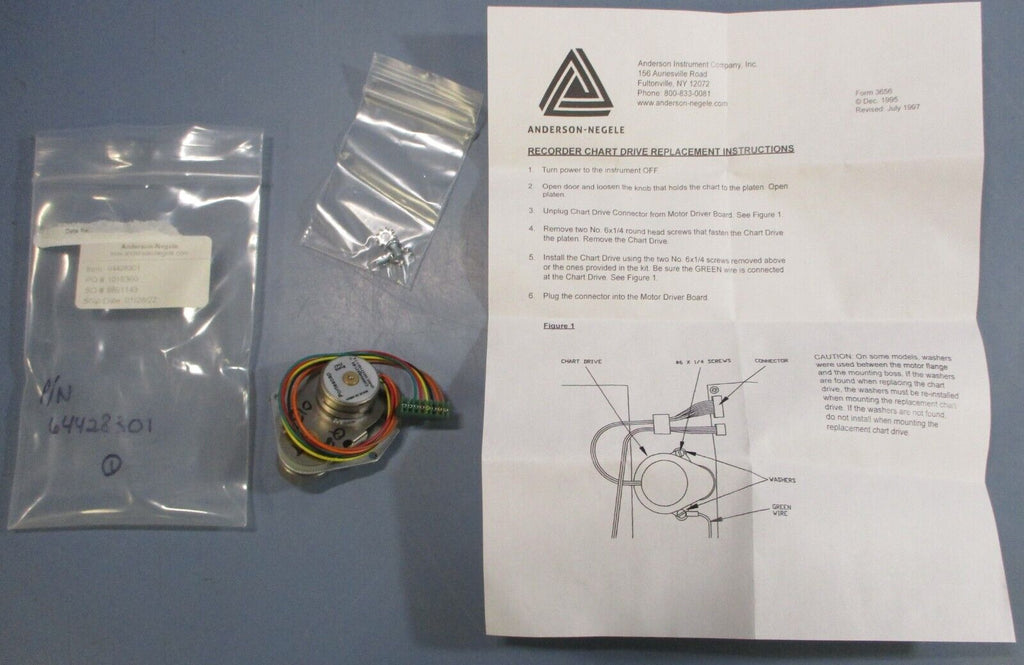 Anderson-Negele
www.anderson-negele.com
P/N
64428301
1
ANDERSON-NEGELE
Anderson Instrument Company, Inc.
156 Auriesville Road
Fultonville, NY 12072
Phone: 800-833-0081
www.anderson-negele.com
Form 3656
© Dec. 1995
Revised: July 1997
RECORDER CHART DRIVE REPLACEMENT INSTRUCTIONS
1. Turn power to the instrument OFF
2. Open door and loosen the knob that holds the chart to the platen. Open
platen.
3. Unplug Chart Drive Connector from Motor Driver Board. See Figure 1.
4. Remove two No. 6x1/4 round head screws that fasten the Chart Drive
the platen. Remove the Chart Drive.
5. Install the Chart Drive using the two No. 6x1/4 screws removed above
or the ones provided in the kit. Be sure the GREEN wire is connected
at the Chart Drive. See Figure 1.
6. Plug the connector into the Motor Driver Board.
Figure 1
CHART DRIVE
#6 X 1/4 SCREWS
CONNECTOR
WASHERS
GREEN
WIRE
CAUTION: On some models, washers
were used between the motor flange
and the mounting boss. If the washers
are found when replacing the chart
drive, the washers must be re-installed
when mounting the replacement chart
drive. If the washers are not found,
do not install when mounting the
replacement chart drive.